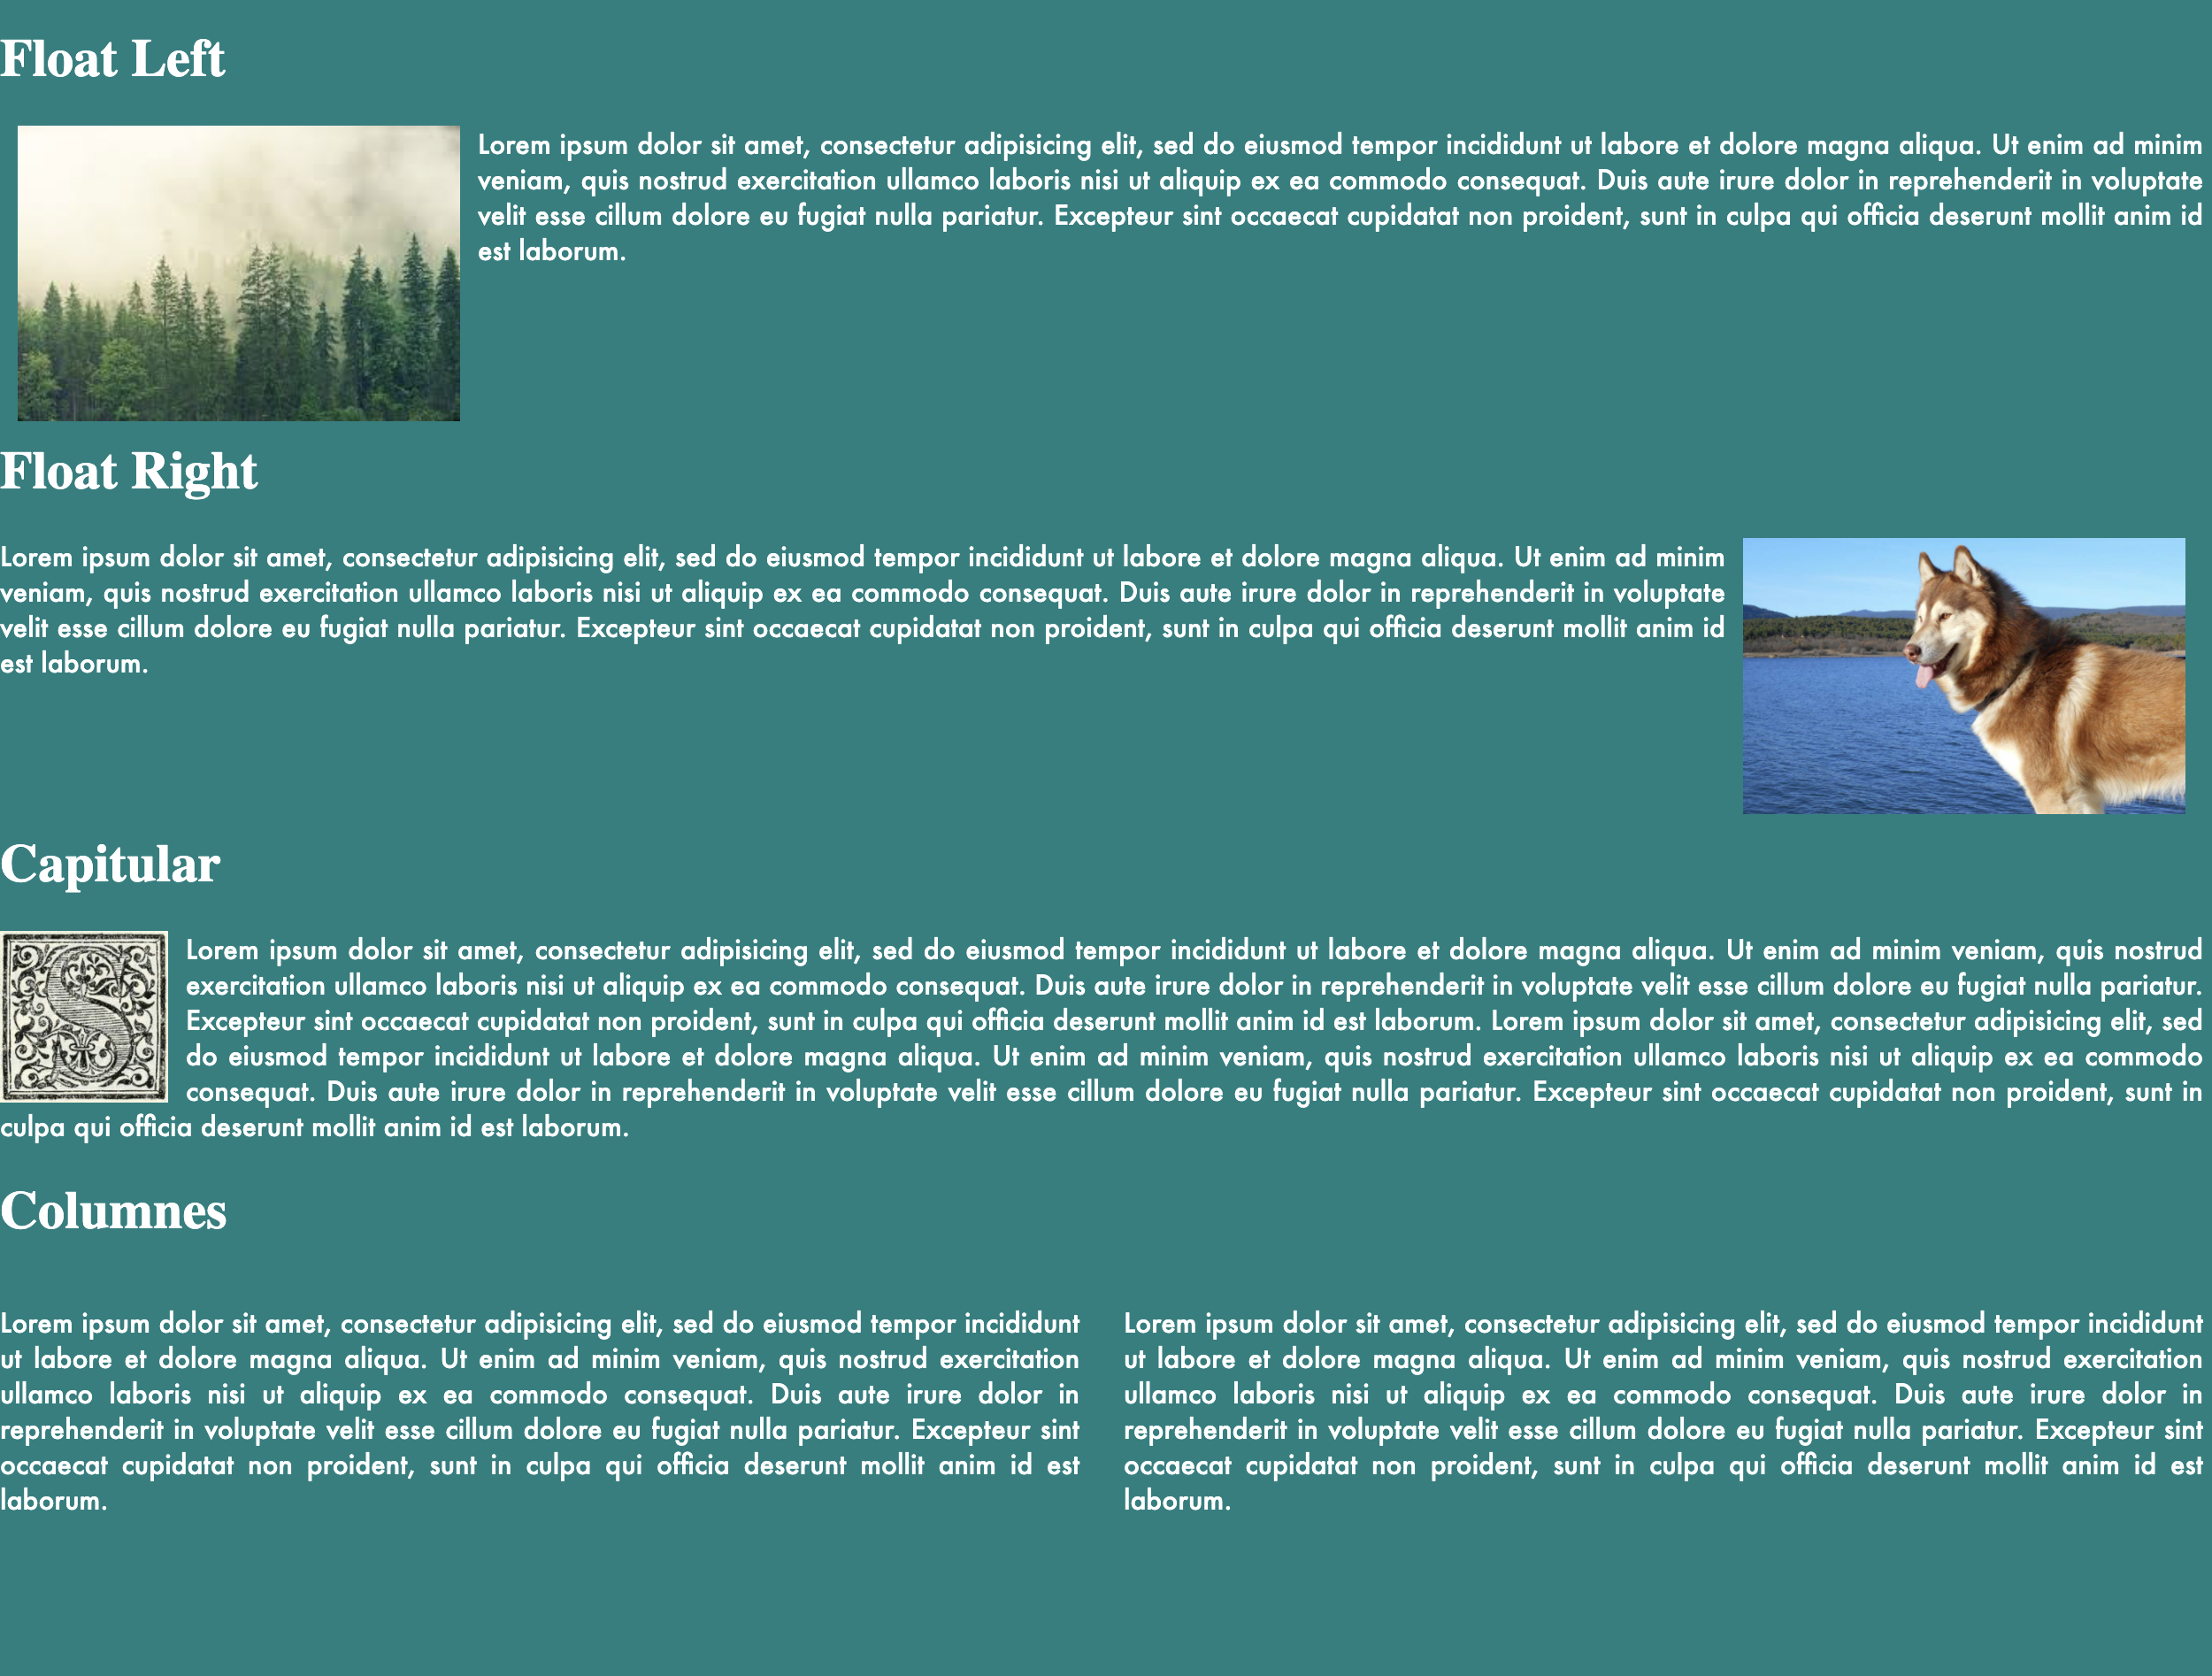 Float Left
Lorem ipsum dolor sit amet, consectetur adipisicing elit, sed do eiusmod tempor incididunt ut labore et dolore magna aliqua. Ut enim ad minim
veniam, quis nostrud exercitation ullamco laboris nisi ut aliquip ex ea commodo consequat. Duis aute irure dolor in reprehenderit in voluptate
velit esse cillum dolore eu fugiat nulla pariatur. Excepteur sint occaecat cupidatat non proident, sunt in culpa qui officia deserunt mollit anim id
est laborum.
Float Right
Lorem ipsum dolor sit amet, consectetur adipisicing elit, sed do eiusmod tempor incididunt ut labore et dolore magna aliqua. Ut enim ad minim
veniam, quis nostrud exercitation ullamco laboris nisi ut aliquip ex ea commodo consequat. Duis aute irure dolor in reprehenderit in voluptate
velit esse cillum dolore eu fugiat nulla pariatur. Excepteur sint occaecat cupidatat non proident, sunt in culpa qui officia deserunt mollit anim id
est laborum.
Capitular
S
Lorem ipsum dolor sit amet, consectetur adipisicing elit, sed do eiusmod tempor incididunt ut labore et dolore magna aliqua. Ut enim ad minim veniam, quis nostrud
exercitation ullamco laboris nisi ut aliquip ex ea commodo consequat. Duis aute irure dolor in reprehenderit in voluptate velit esse cillum dolore eu fugiat nulla pariatur.
Excepteur sint occaecat cupidatat non proident, sunt in culpa qui officia deserunt mollit anim id est laborum. Lorem ipsum dolor sit amet, consectetur adipisicing elit, sed
do eiusmod tempor incididunt ut labore et dolore magna aliqua. Ut enim ad minim veniam, quis nostrud exercitation ullamco laboris nisi ut aliquip ex ea commodo
consequat. Duis aute irure dolor in reprehenderit in voluptate velit esse cillum dolore eu fugiat nulla pariatur. Excepteur sint occaecat cupidatat non proident, sunt in
culpa qui officia deserunt mollit anim id est laborum.
Columnes
Lorem ipsum dolor sit amet, consectetur adipisicing elit, sed do eiusmod tempor incididunt
ut labore et dolore magna aliqua. Ut enim ad minim veniam, quis nostrud exercitation
ullamco laboris nisi ut aliquip ex ea commodo consequat. Duis aute irure dolor in
reprehenderit in voluptate velit esse cillum dolore eu fugiat nulla pariatur. Excepteur sint
occaecat cupidatat non proident, sunt in culpa qui officia deserunt mollit anim id est
laborum.
Lorem ipsum dolor sit amet, consectetur adipisicing elit, sed do eiusmod tempor incididunt
ut labore et dolore magna aliqua. Ut enim ad minim veniam, quis nostrud exercitation
ullamco laboris nisi ut aliquip ex ea commodo consequat. Duis aute irure dolor in
reprehenderit in voluptate velit esse cillum dolore eu fugiat nulla pariatur. Excepteur sint
occaecat cupidatat non proident, sunt in culpa qui officia deserunt mollit anim id est
laborum.